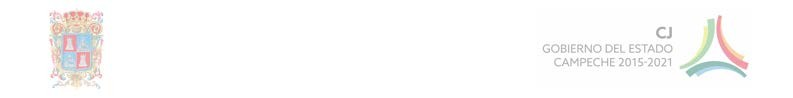 CJ
GOBIERNO DEL ESTADO
CAMPECHE 2015-2021